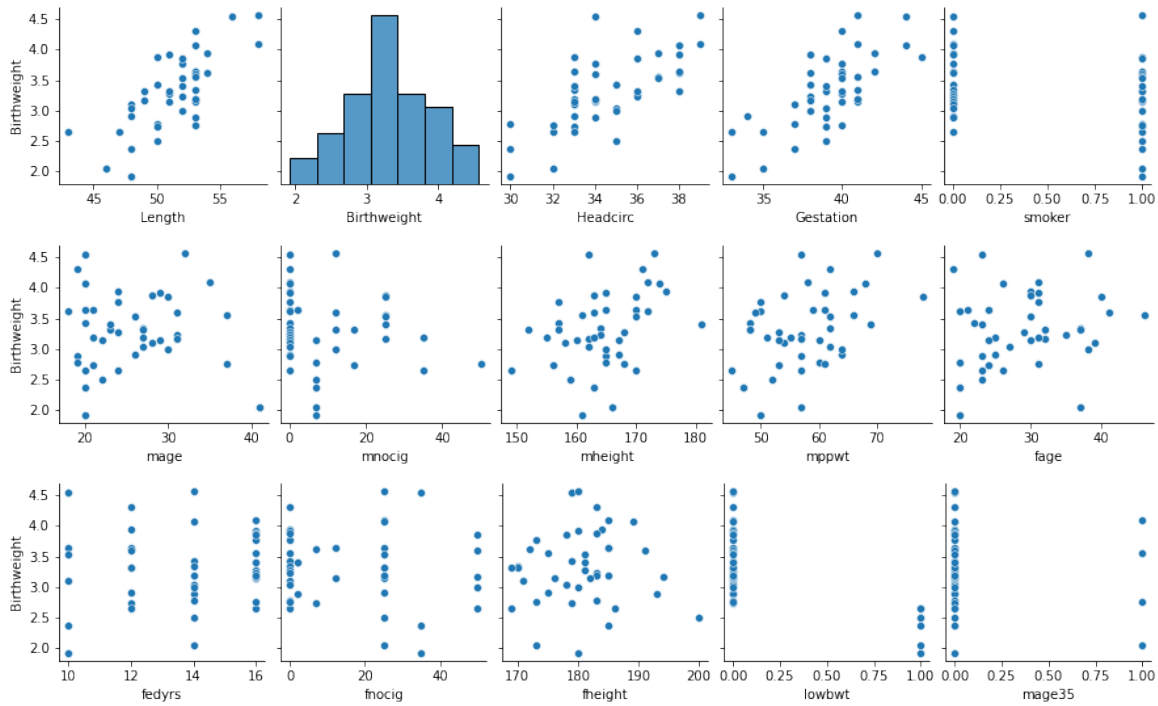 4.5
4.0
3.5
3.0
2.5
2.0
Birthweight
45 50 55
Length
2 3 4
Birthweight
30 32 34 36 38
Headcirc
35 40 45
Gestation
0.00 0.25 0.50 0.75 1.00
smoker
4.5
4.0
3.5
3.0
2.5
2.0
Birthweight
20 30 40
mage
0 20 40
mnocig
150 160 170 180
mheight
50 60 70
mppwt
20 30 40
fage
4.5
4.0
3.5
3.0
2.5
2.0
Birthweight
10 12 14 16
fedyrs
0 20 40
fnocig
170 180 190 200
fheight
0.00 0.25 0.50 0.75 1.00
lowbwt
0.00 0.25 0.50 0.75 1.00
mage35